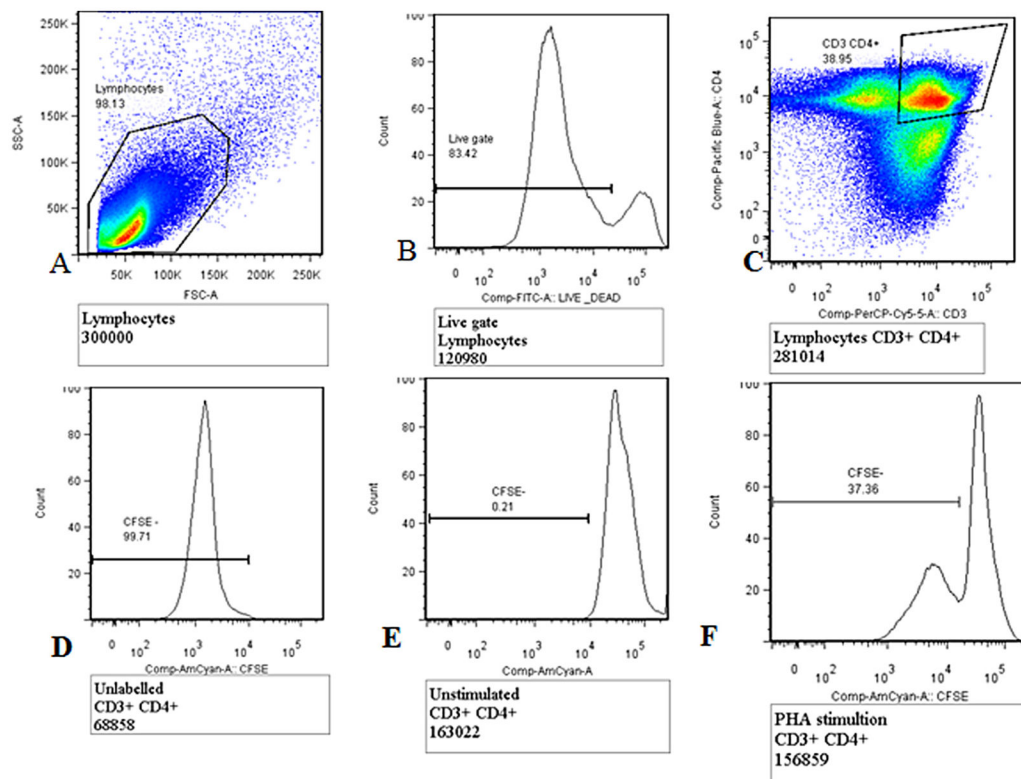 250K
200K
150K
100K
50K
0
SSC-A
Lymphocytes
98.13
50K 100K 150K 200K 250K
FSC-A
A
Lymphocytes
300000
100
80
60
40
20
0
Count
Live gate
83.42
0 10² 10³ 10⁴ 10⁵
Comp-FITC-A:: LIVE _DEAD
B
Live gate
Lymphocytes
120980
10⁵
10⁴
10³
10²
0
Comp-Pacific Blue-A:: CD4
CD3 CD4+
38.95
0 10² 10³ 10⁴ 10⁵
Comp-PerCP-Cy5-5-A:: CD3
C
Lymphocytes CD3+ CD4+
281014
100
80
60
40
20
0
Count
CFSE -
99.71
0 10² 10³ 10⁴ 10⁵
Comp-AmCyan-A:: CFSE
D
Unlabelled
CD3+ CD4+
68858
100
80
60
40
20
0
Count
CFSE-
0.21
0 10² 10³ 10⁴ 10⁵
Comp-AmCyan-A
E
Unstimulated
CD3+ CD4+
163022
100
80
60
40
20
0
Count
CFSE-
37.36
0 10² 10³ 10⁴ 10⁵
Comp-AmCyan-A:: CFSE
F
PHA stimultion
CD3+ CD4+
156859